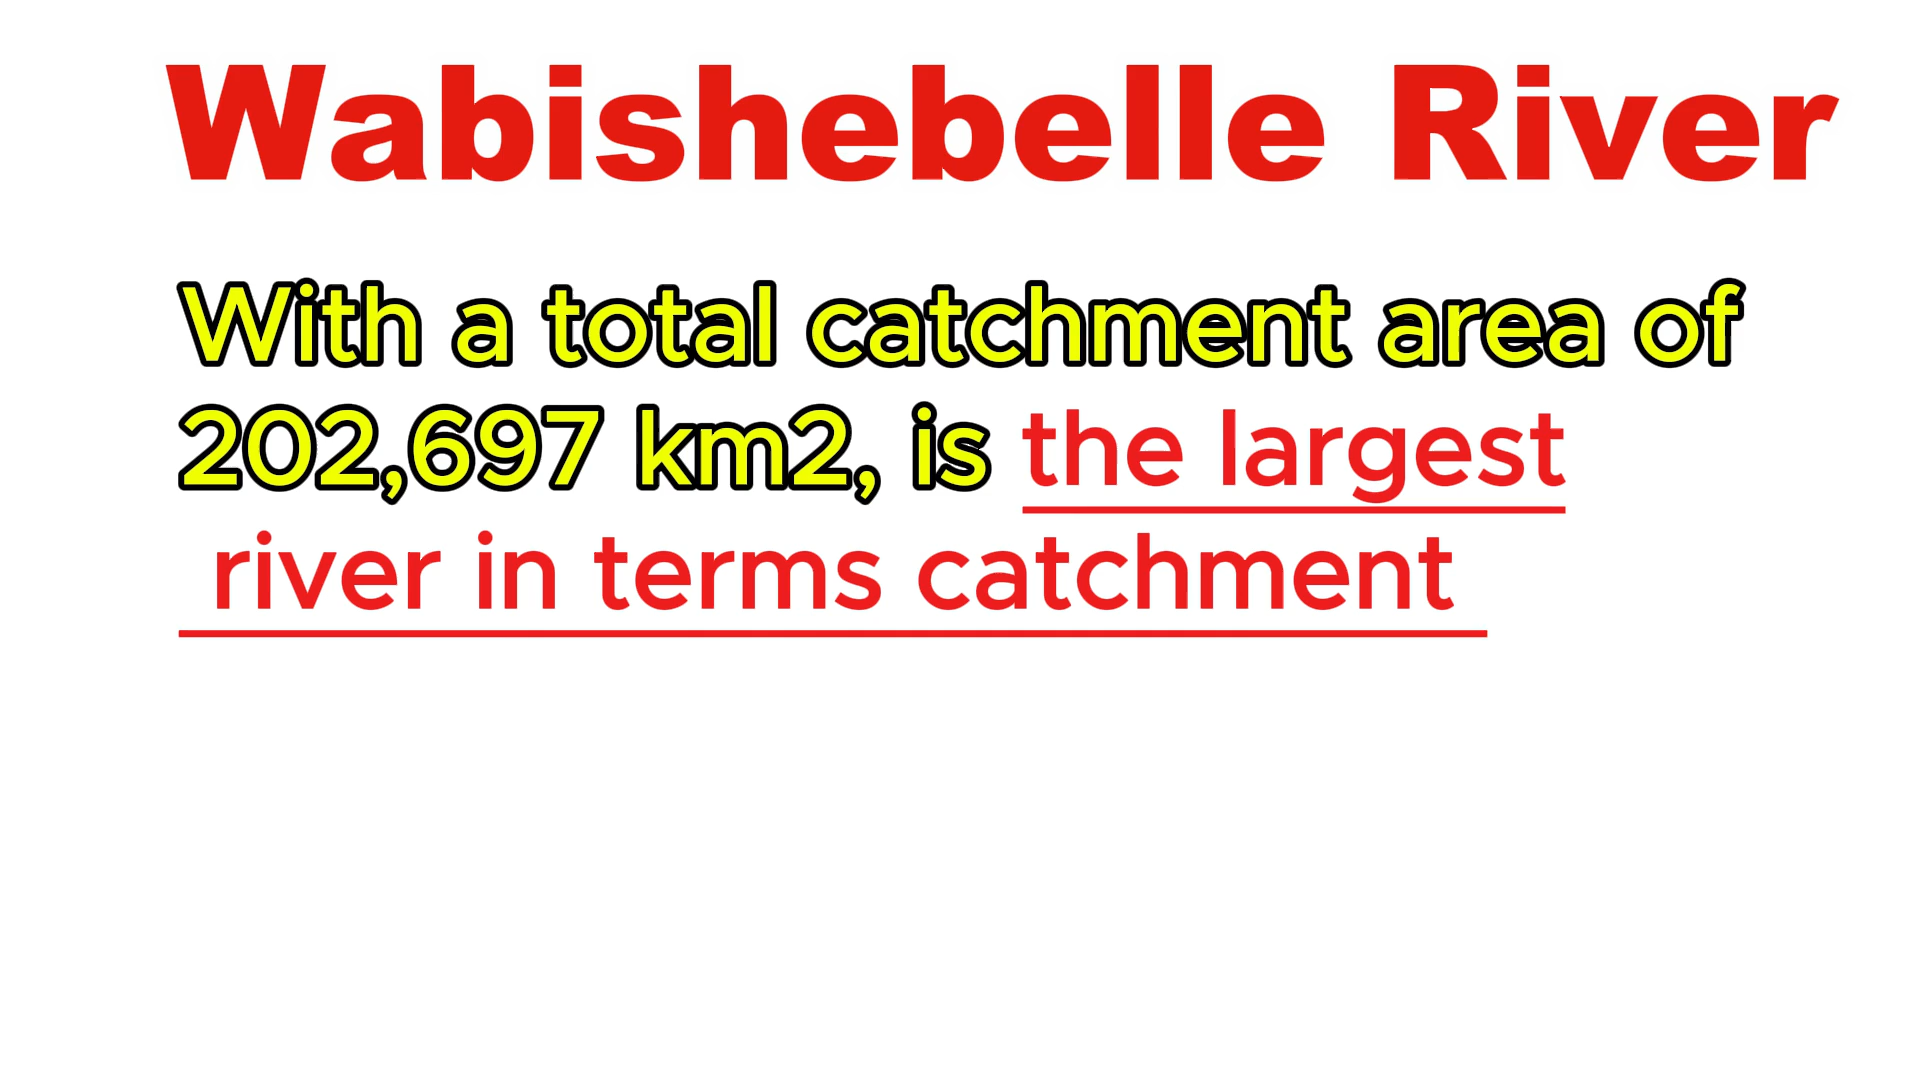 Wabishebelle River
With a total catchment area of
202,697 km2, is the largest
river in terms catchment